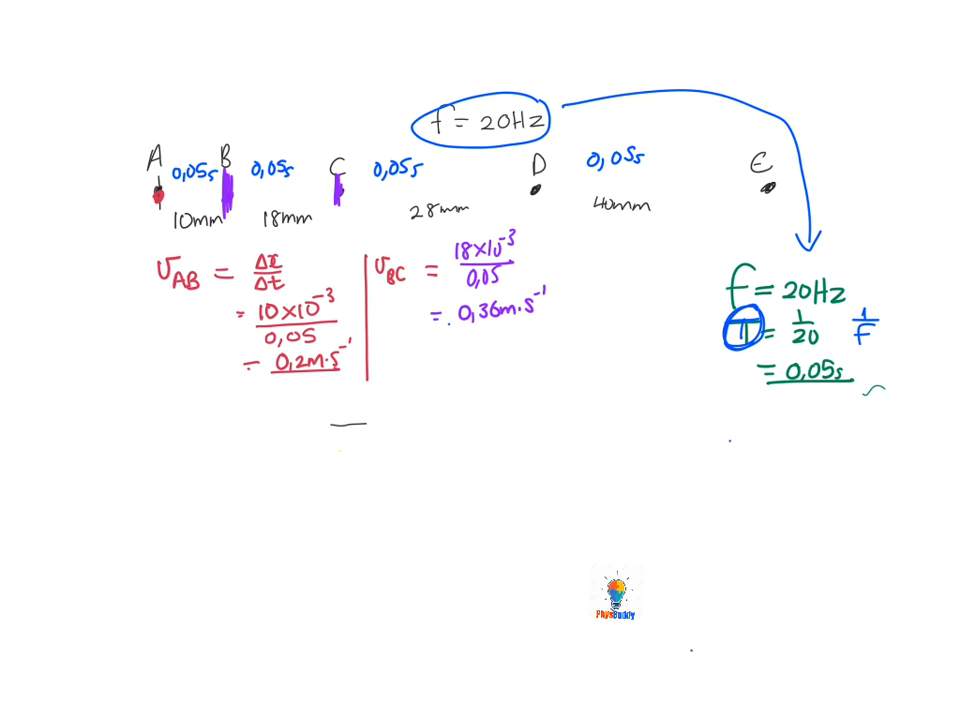 f = 20Hz
A 0,05s B 0,05s C 0,05s D 0,05s E
10mm 18mm 28mm 40mm
υAB = Δx/Δt
= 10×10⁻³/0,05
= 0,2m·s⁻¹
υBC = 18×10⁻³/0,05
= 0,36m·s⁻¹
f = 20Hz
T = 1/20 1/f
= 0,05s
PhysBuddy